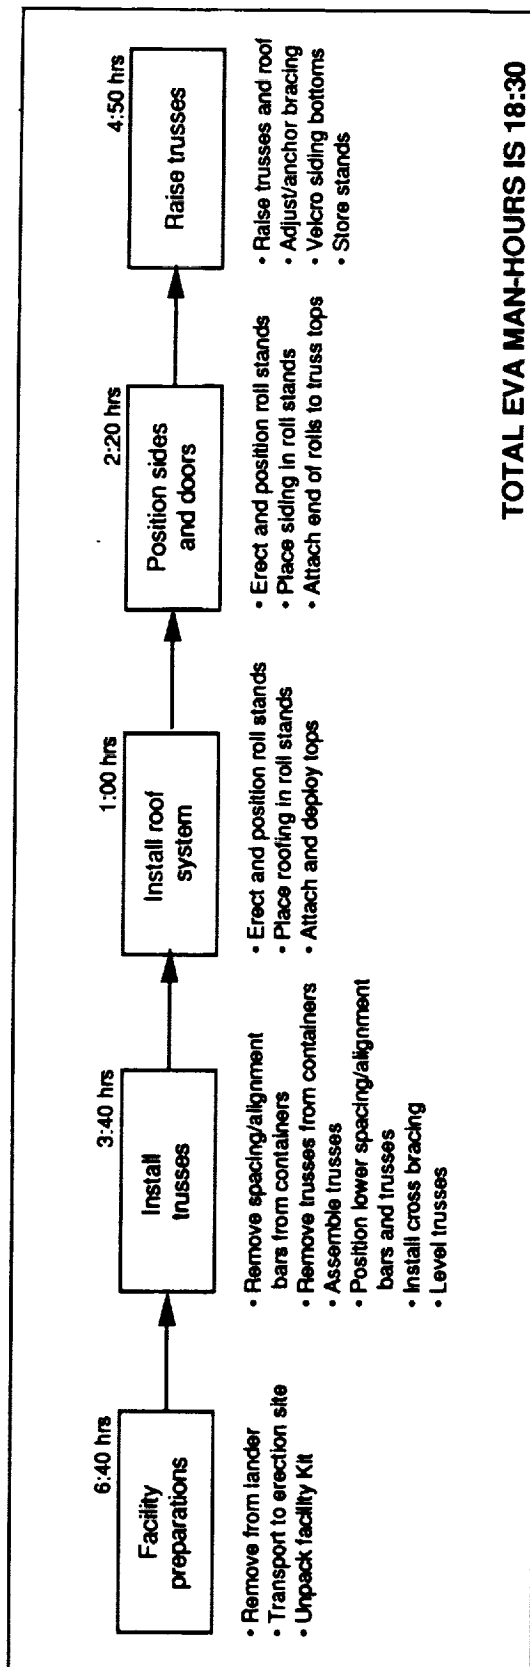 6:40 hrs
Facility
preparations
• Remove from lander
• Transport to erection site
• Unpack facility Kit
3:40 hrs
Install
trusses
• Remove spacing/alignment
bars from containers
• Remove trusses from containers
• Assemble trusses
• Position lower spacing/alignment
bars and trusses
• Install cross bracing
• Level trusses
1:00 hrs
Install roof
system
• Erect and position roll stands
• Place roofing in roll stands
• Attach and deploy tops
2:20 hrs
Position sides
and doors
• Erect and position roll stands
• Place siding in roll stands
• Attach end of rolls to truss tops
4:50 hrs
Raise trusses
• Raise trusses and roof
• Adjust/anchor bracing
• Velcro siding bottoms
• Store stands
TOTAL EVA MAN-HOURS IS 18:30